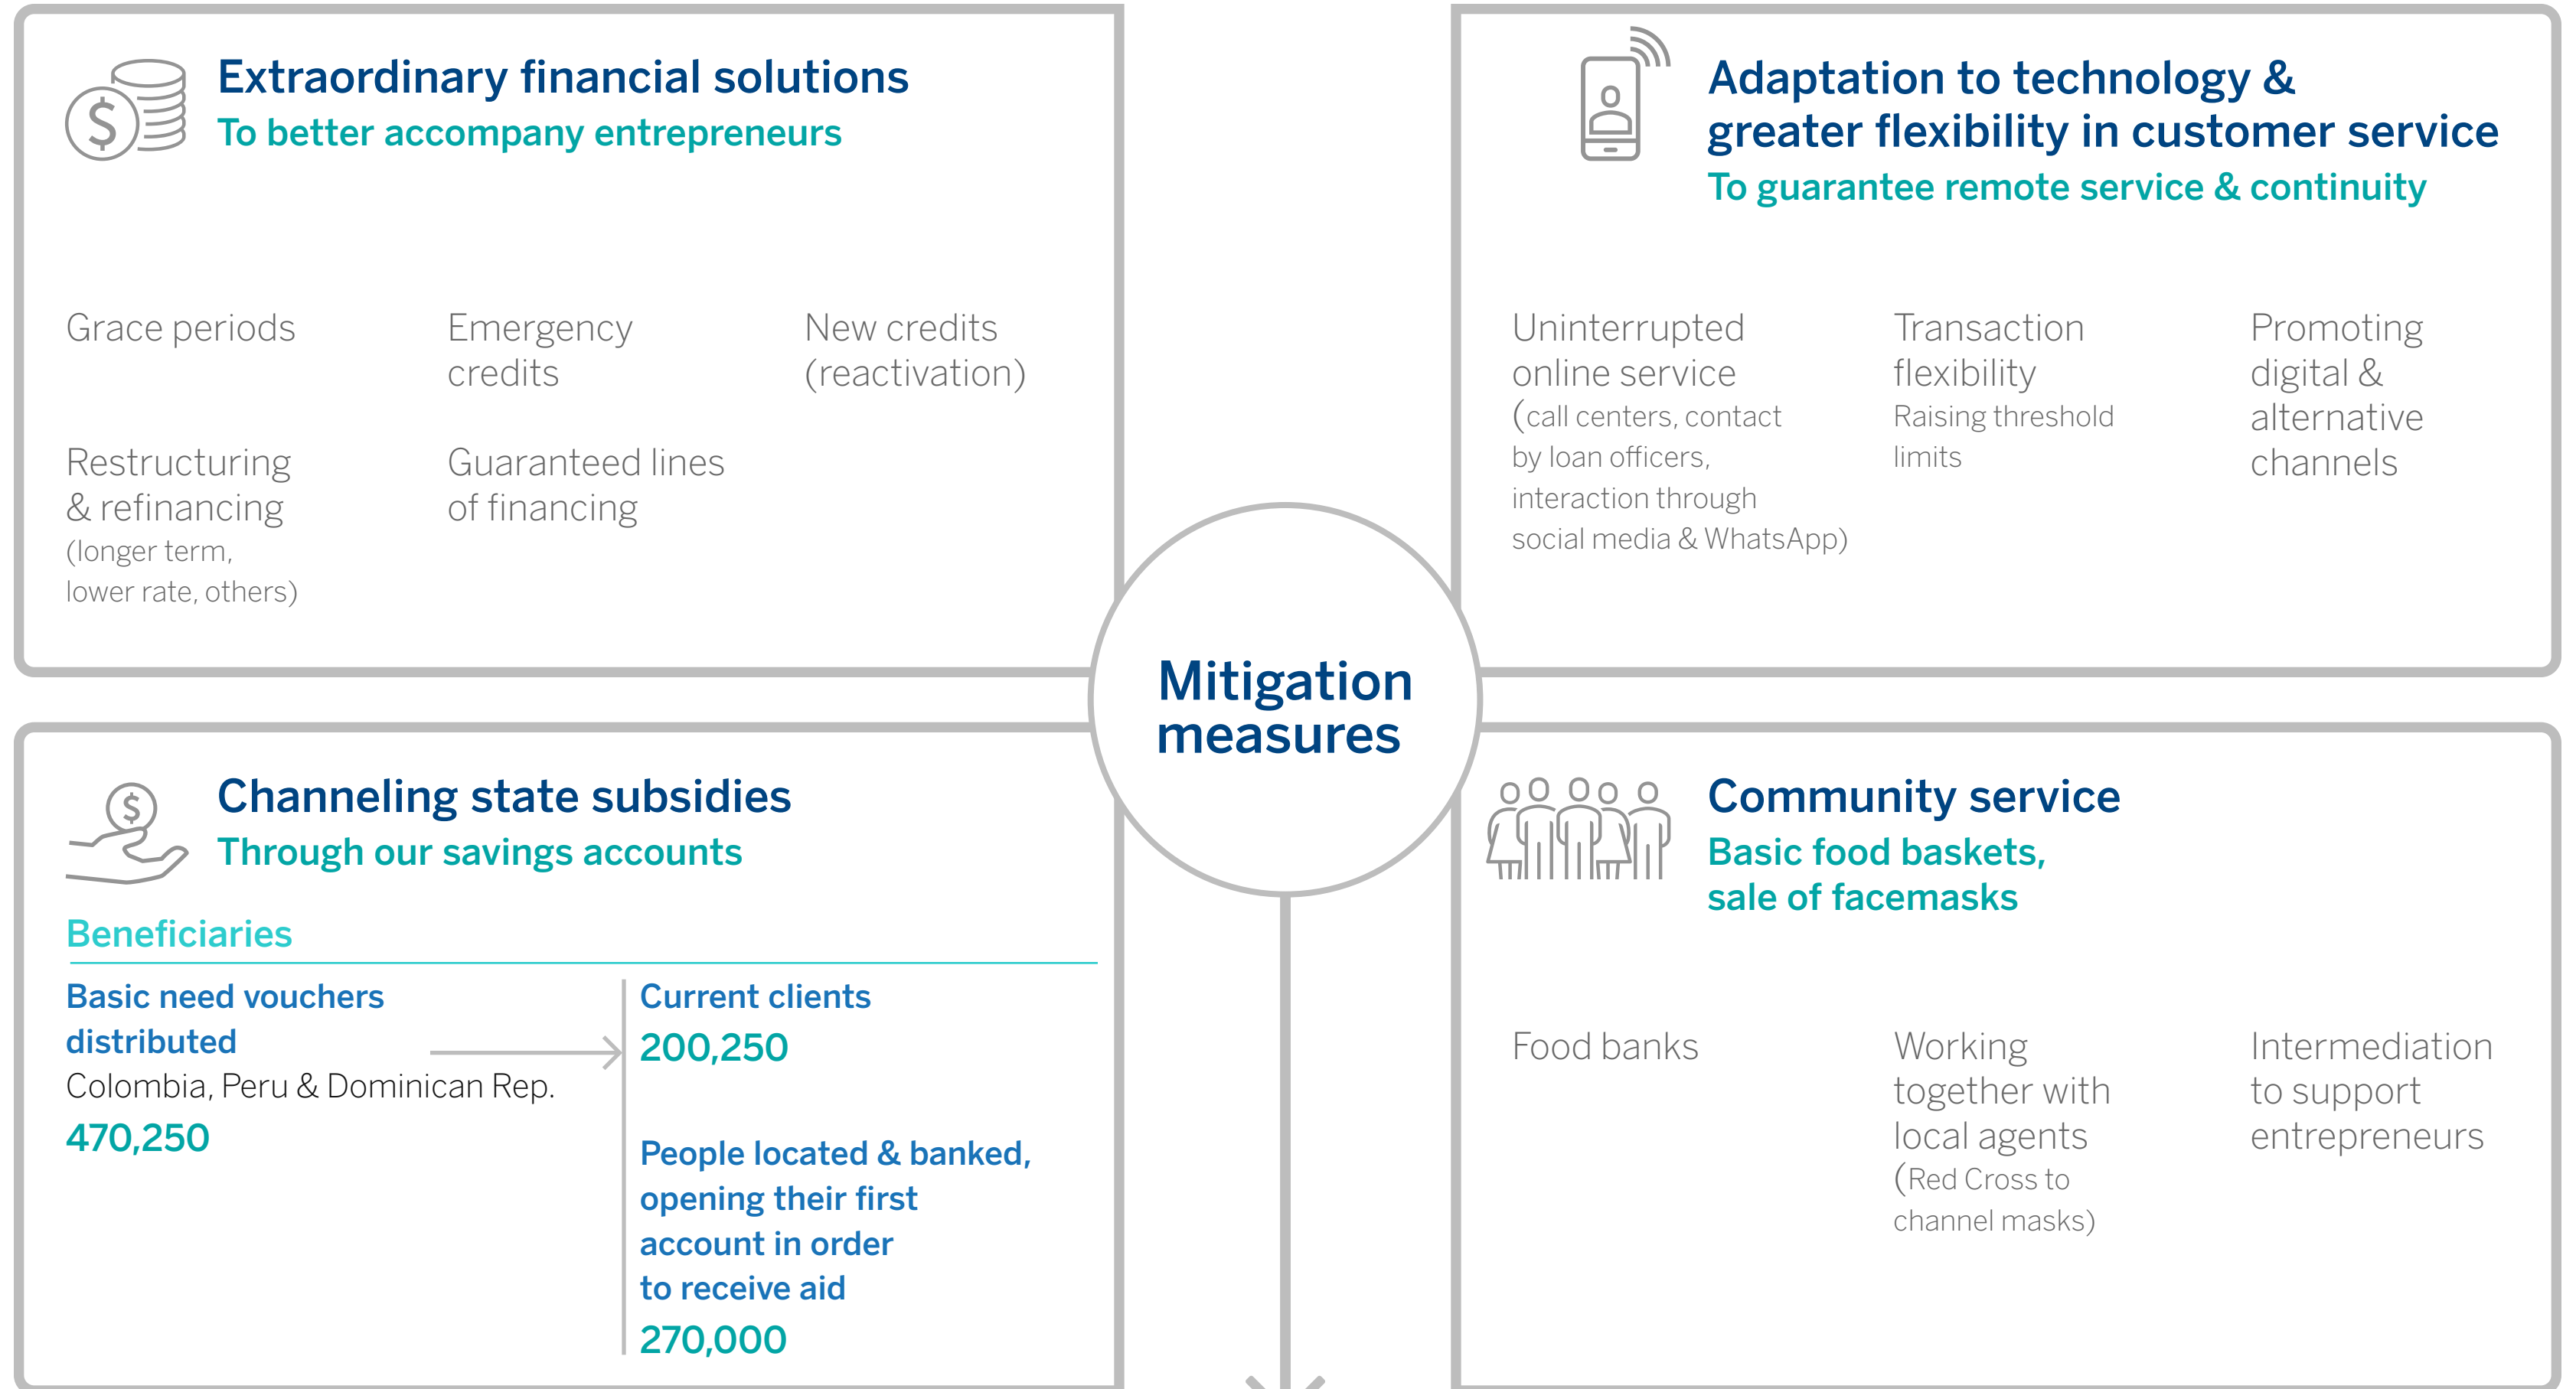 Extraordinary financial solutions
To better accompany entrepreneurs
Grace periods
Emergency
credits
New credits
(reactivation)
Restructuring
& refinancing
(longer term,
lower rate, others)
Guaranteed lines
of financing
Adaptation to technology &
greater flexibility in customer service
To guarantee remote service & continuity
Uninterrupted
online service
(call centers, contact
by loan officers,
interaction through
social media & WhatsApp)
Transaction
flexibility
Raising threshold
limits
Promoting
digital &
alternative
channels
Mitigation
measures
Channeling state subsidies
Through our savings accounts
Beneficiaries
Basic need vouchers
distributed
Colombia, Peru & Dominican Rep.
470,250
Current clients
200,250
People located & banked,
opening their first
account in order
to receive aid
270,000
Community service
Basic food baskets,
sale of facemasks
Food banks
Working
together with
local agents
(Red Cross to
channel masks)
Intermediation
to support
entrepreneurs